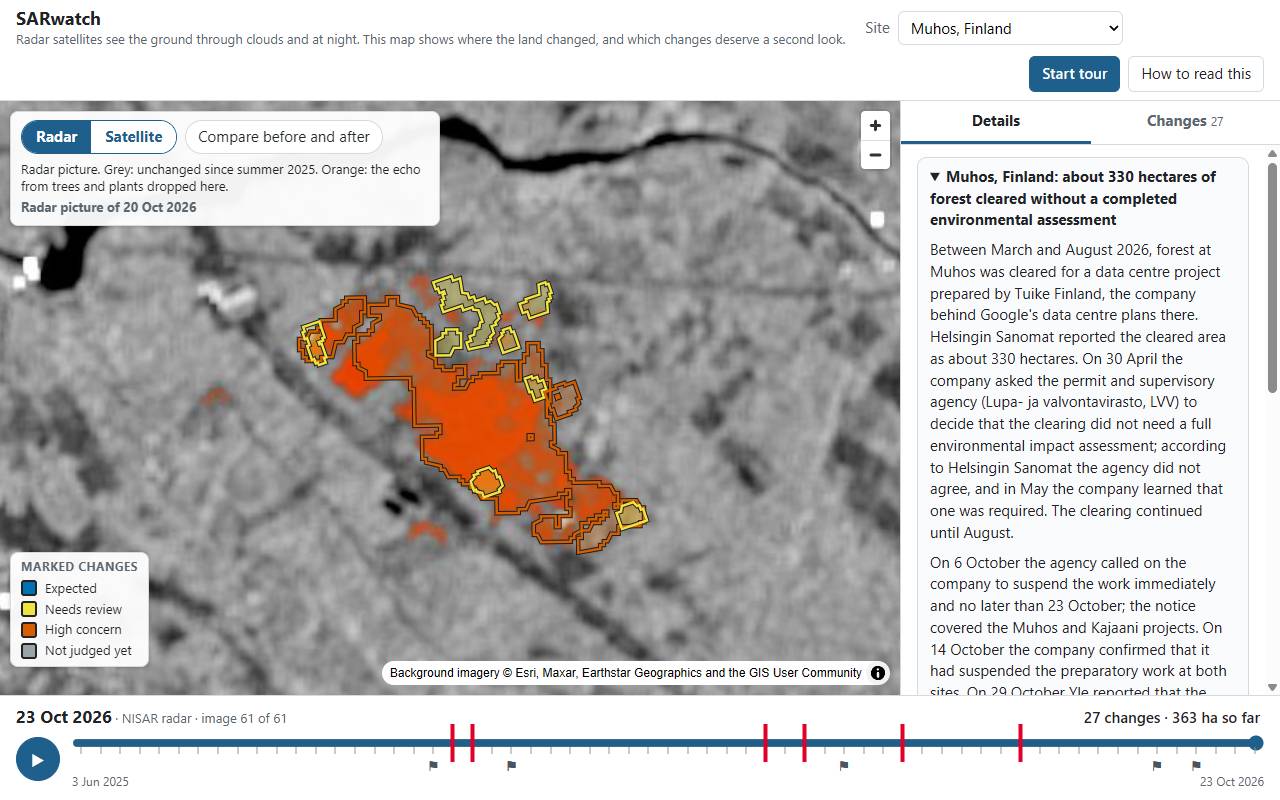 SARwatch
Radar satellites see the ground through clouds and at night. This map shows where the land changed, and which changes deserve a second look.
Site
Muhos, Finland
Start tour
How to read this
Radar
Satellite
Compare before and after
Radar picture. Grey: unchanged since summer 2025. Orange: the echo
from trees and plants dropped here.
Radar picture of 20 Oct 2026
+
−
MARKED CHANGES
Expected
Needs review
High concern
Not judged yet
Background imagery © Esri, Maxar, Earthstar Geographics and the GIS User Community
Details
Changes 27
▼ Muhos, Finland: about 330 hectares of
forest cleared without a completed
environmental assessment
Between March and August 2026, forest at
Muhos was cleared for a data centre project
prepared by Tuike Finland, the company
behind Google's data centre plans there.
Helsingin Sanomat reported the cleared area
as about 330 hectares. On 30 April the
company asked the permit and supervisory
agency (Lupa- ja valvontavirasto, LVV) to
decide that the clearing did not need a full
environmental impact assessment; according
to Helsingin Sanomat the agency did not
agree, and in May the company learned that
one was required. The clearing continued
until August.
On 6 October the agency called on the
company to suspend the work immediately
and no later than 23 October; the notice
covered the Muhos and Kajaani projects. On
14 October the company confirmed that it
had suspended the preparatory work at both
sites. On 29 October Yle reported that the
23 Oct 2026 · NISAR radar · image 61 of 61
27 changes · 363 ha so far
3 Jun 2025
23 Oct 2026